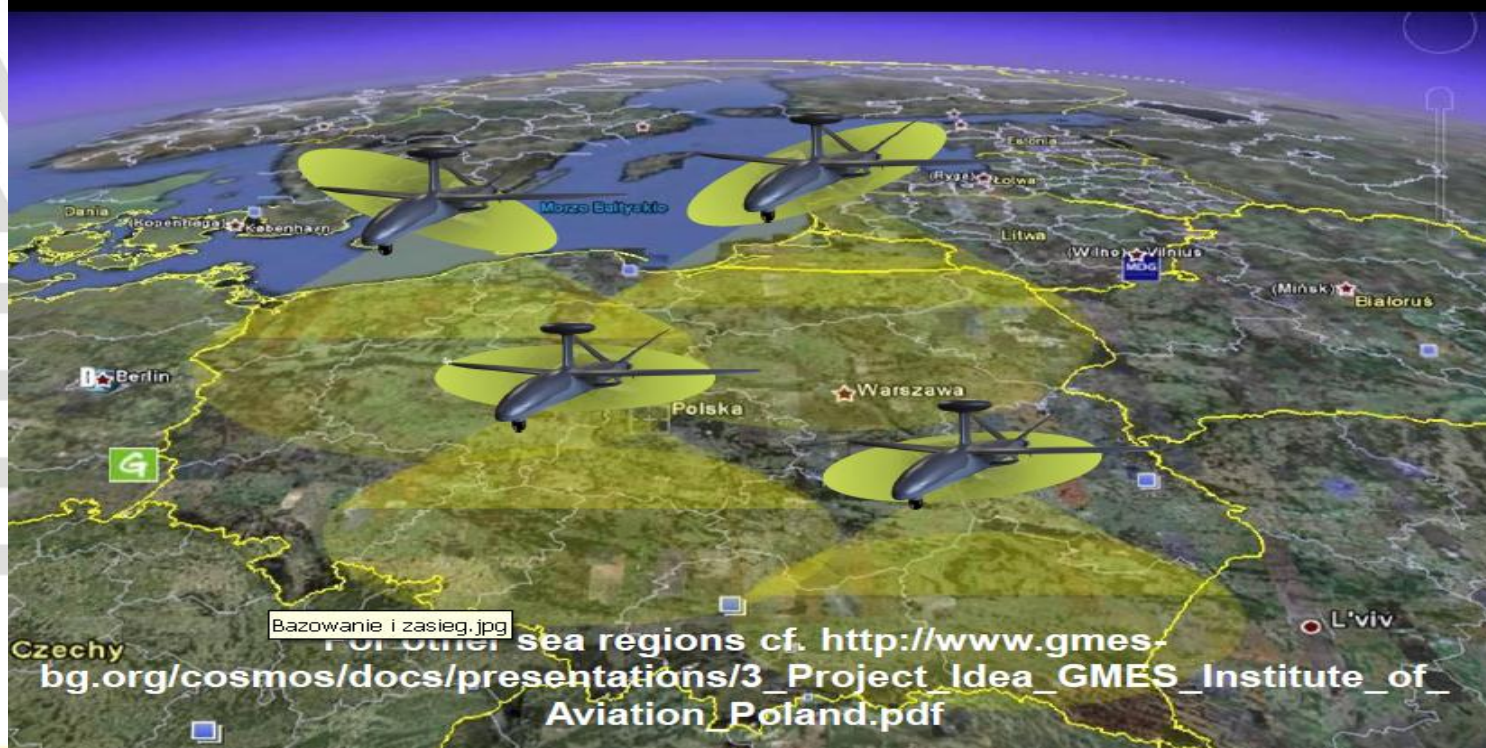 Estonia
(Ryga) Łotwa
Dania
(Kopenhaga) København
Morze Bałtyckie
Litwa
(Wilno) Vilnius
MDG
(Mińsk)
Białoruś
Berlin
Warszawa
Polska
G
L'viv
Czechy
Bazowanie i zasieg.jpg
For other sea regions cf. http://www.gmes-
bg.org/cosmos/docs/presentations/3_Project_Idea_GMES_Institute_of_
Aviation_Poland.pdf